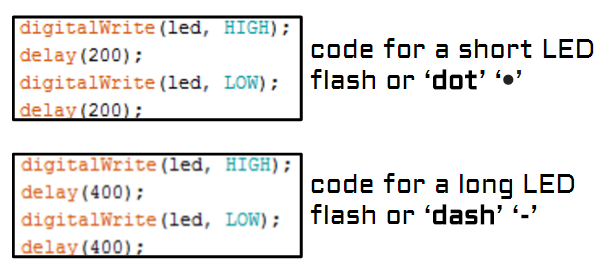 digitalWrite(led, HIGH);
delay(200);
digitalWrite(led, LOW);
delay(200);
code for a short LED
flash or ‘dot’ ‘•’
digitalWrite(led, HIGH);
delay(400);
digitalWrite(led, LOW);
delay(400);
code for a long LED
flash or ‘dash’ ‘-’